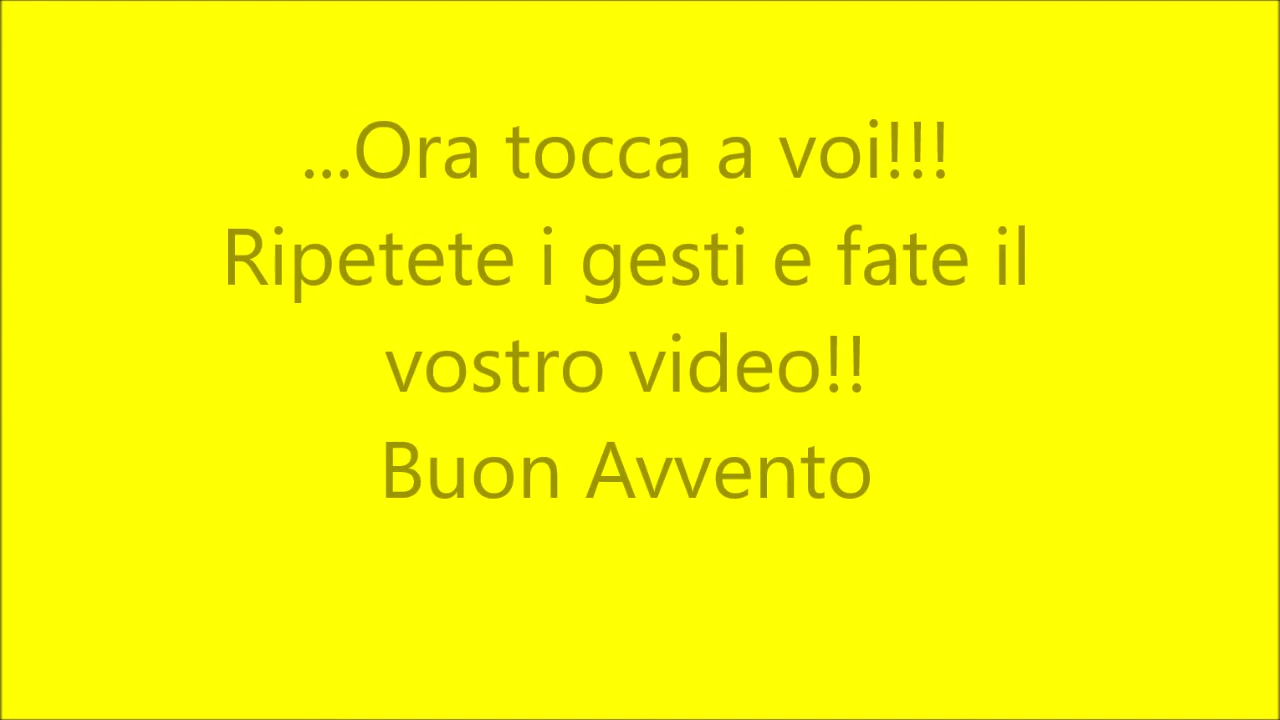 ...Ora tocca a voi!!!
Ripetete i gesti e fate il
vostro video!!
Buon Avvento